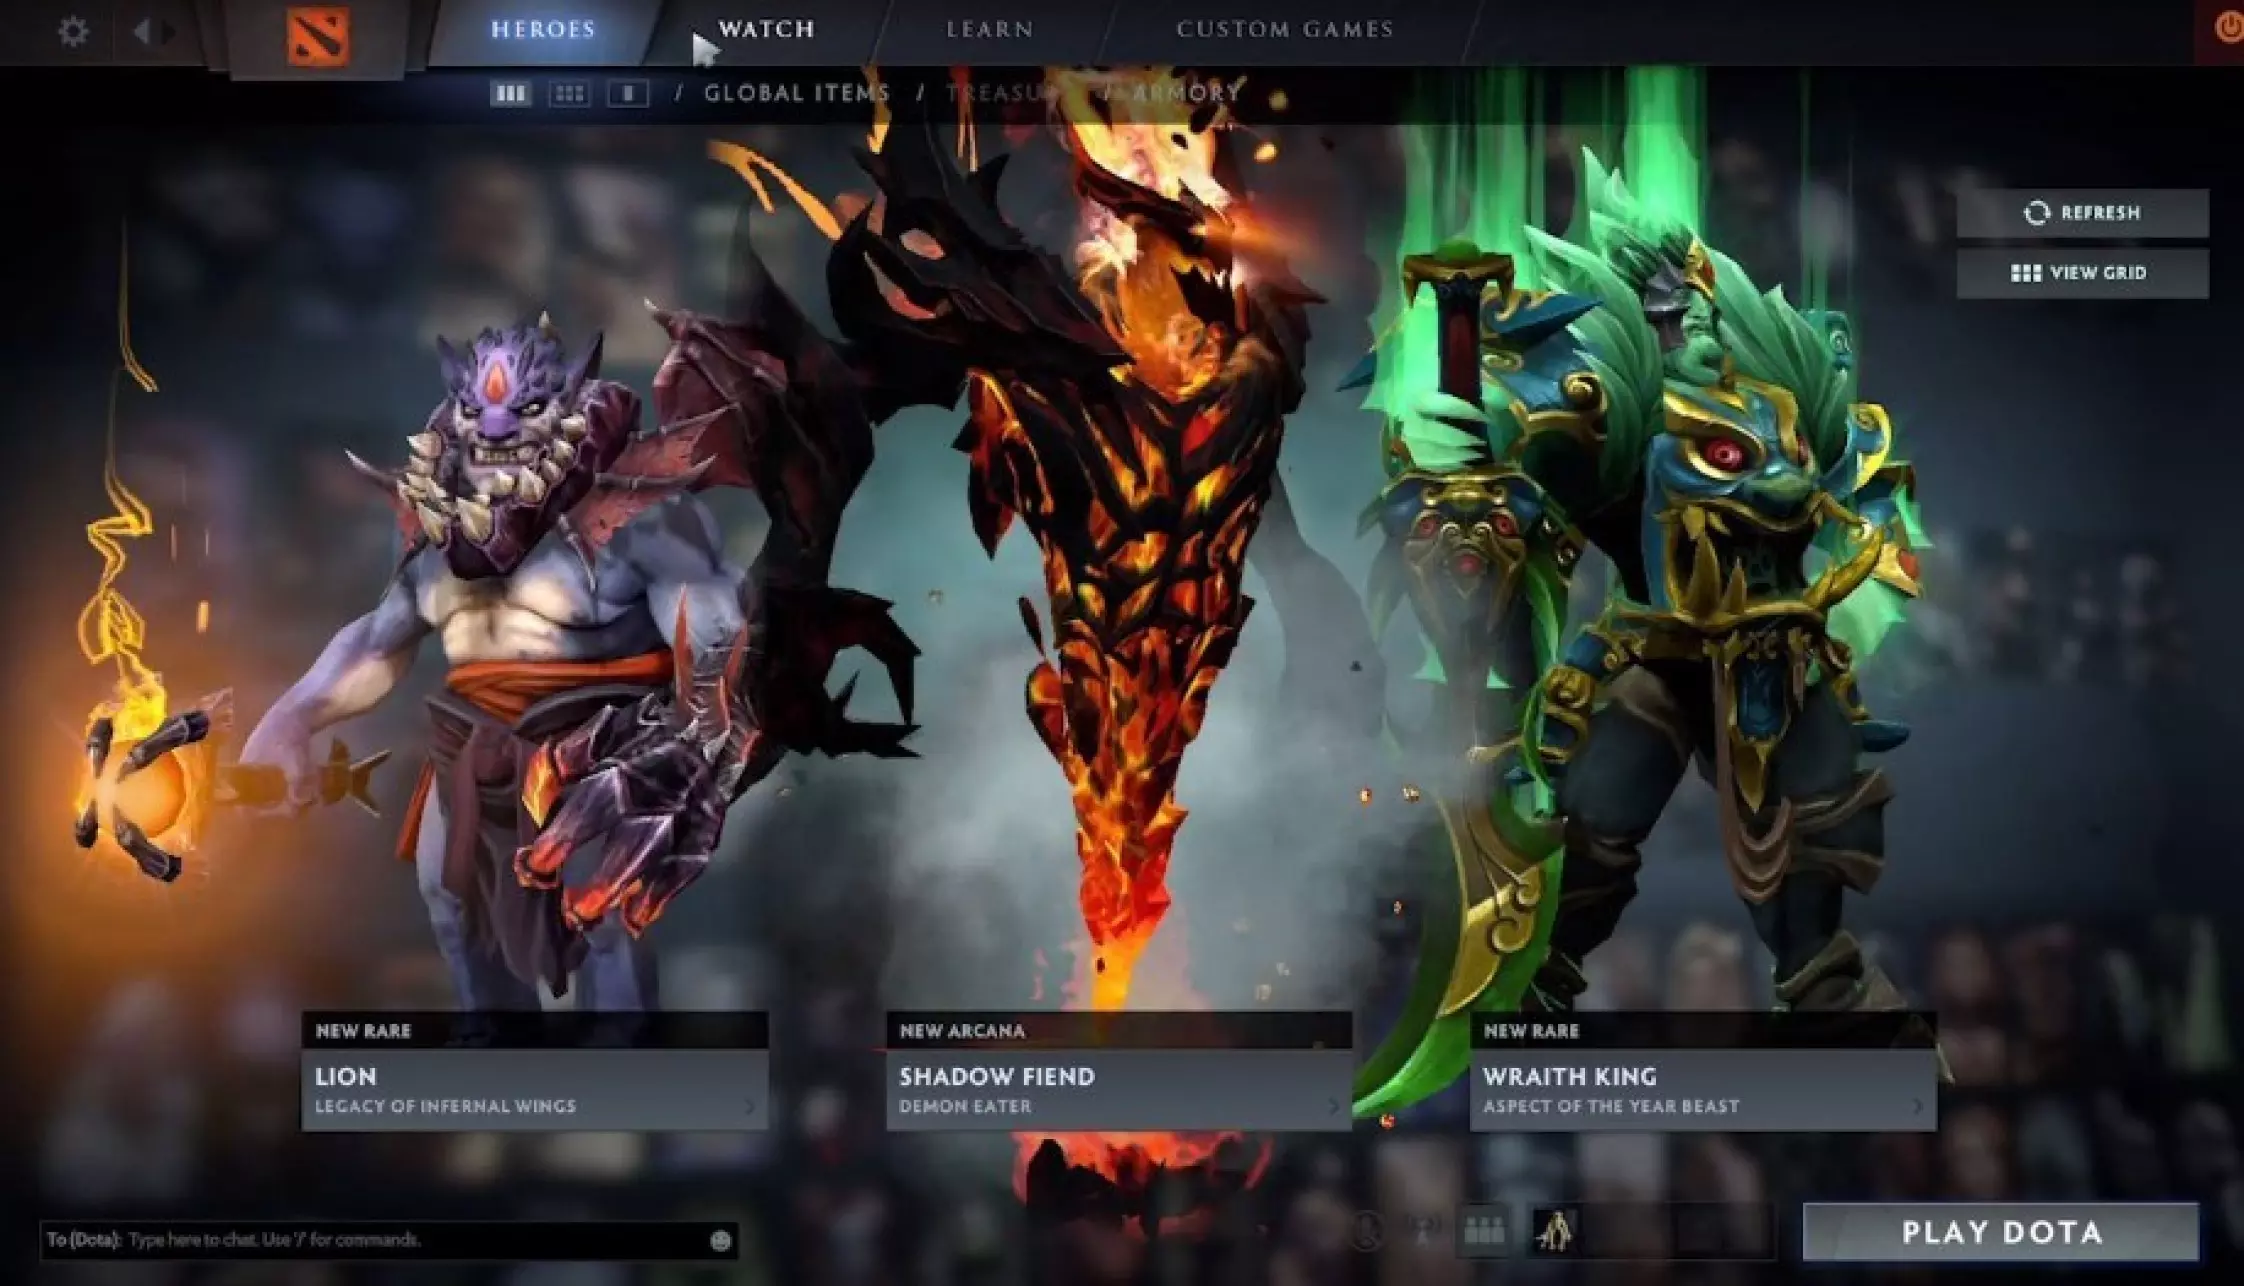 HEROES
WATCH
LEARN
CUSTOM GAMES
/ GLOBAL ITEMS / TREASU / ARMORY
REFRESH
VIEW GRID
NEW RARE
LION
LEGACY OF INFERNAL WINGS
NEW ARCANA
SHADOW FIEND
DEMON EATER
NEW RARE
WRAITH KING
ASPECT OF THE YEAR BEAST
To (Dota): Type here to chat. Use '/' for commands.
PLAY DOTA